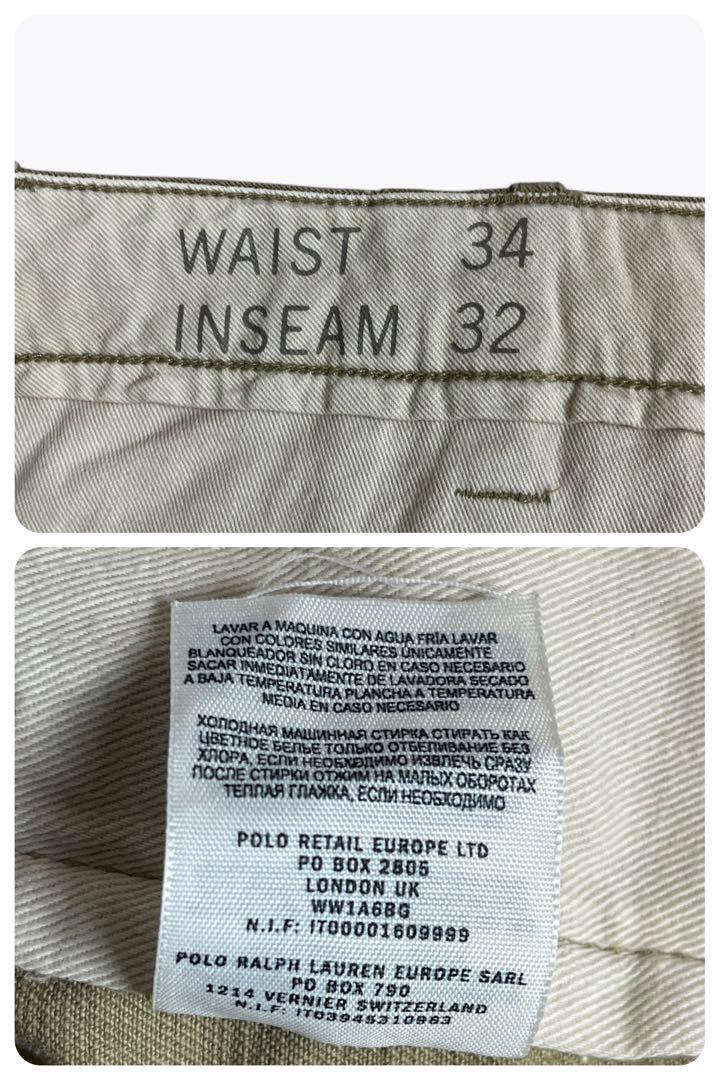 WAIST 34
INSEAM 32
LAVAR A MAQUINA CON AGUA FRÍA LAVAR
CON COLORES SIMILARES ÚNICAMENTE
BLANQUEADOR SIN CLORO EN CASO NECESARIO
SACAR INMEDIATAMENTE DE LAVADORA SECADO
A BAJA TEMPERATURA PLANCHA A TEMPERATURA
MEDIA EN CASO NECESARIO
ХОЛОДНАЯ МАШИННАЯ СТИРКА СТИРАТЬ КАК
ЦВЕТНОЕ БЕЛЬЕ ТОЛЬКО ОТБЕЛИВАНИЕ БЕЗ
ХЛОРА, ЕСЛИ НЕОБХОДИМО ИЗВЛЕЧЬ СРАЗУ
ПОСЛЕ СТИРКИ ОТЖИМ НА МАЛЫХ ОБОРОТАХ
ТЕПЛАЯ ГЛАЖКА, ЕСЛИ НЕОБХОДИМО
POLO RETAIL EUROPE LTD
PO BOX 2805
LONDON UK
WW1A6BG
N.I.F: IT00001609999
POLO RALPH LAUREN EUROPE SARL
PO BOX 790
1214 VERNIER SWITZERLAND
N.I.F: IT03945310983